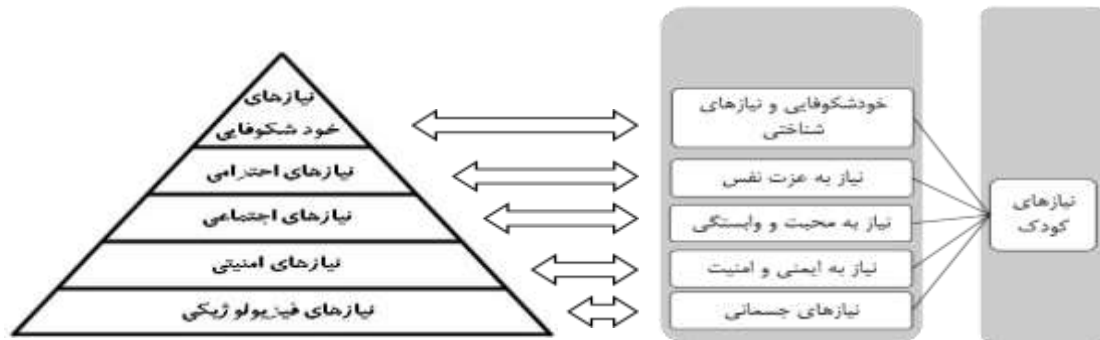 نیازهای
خود شکوفایی
نیازهای احترامی
نیازهای اجتماعی
نیازهای امنیتی
نیازهای فیزیولوژیکی
خودشکوفایی و نیازهای
شناختی
نیاز به عزت نفس
نیاز به محبت و وابستگی
نیاز به ایمنی و امنیت
نیازهای جسمانی
نیازهای
کودک